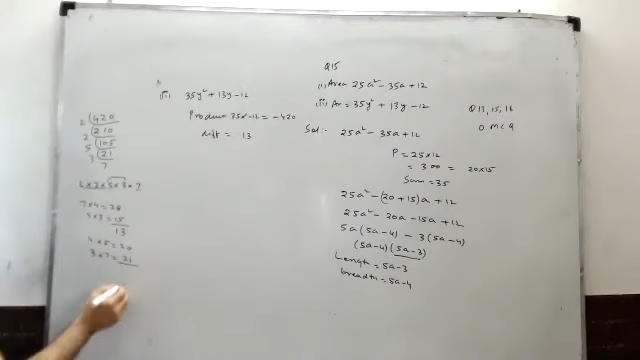 Q15
(i) Area 25a² - 35a + 12
(ii) Ar = 35y² + 13y - 12
Q 17, 15, 16
0 MCQ
Sol:- 25a² - 35a + 12
P = 25×12
= 300 = 20×15
Sum = 35
25a² - (20 + 15)a + 12
25a² - 20a - 15a + 12
5a(5a-4) - 3(5a-4)
(5a-4)(5a-3)
Length = 5a-3
breadth = 5a-4
(ii) 35y² + 13y - 12
Product 35×-12 = -420
diff = 13
2 420
2 210
5 105
3 21
7
2×2×5×3×7
7×4=28
5×3=15
13
4×5=20
3×7=21